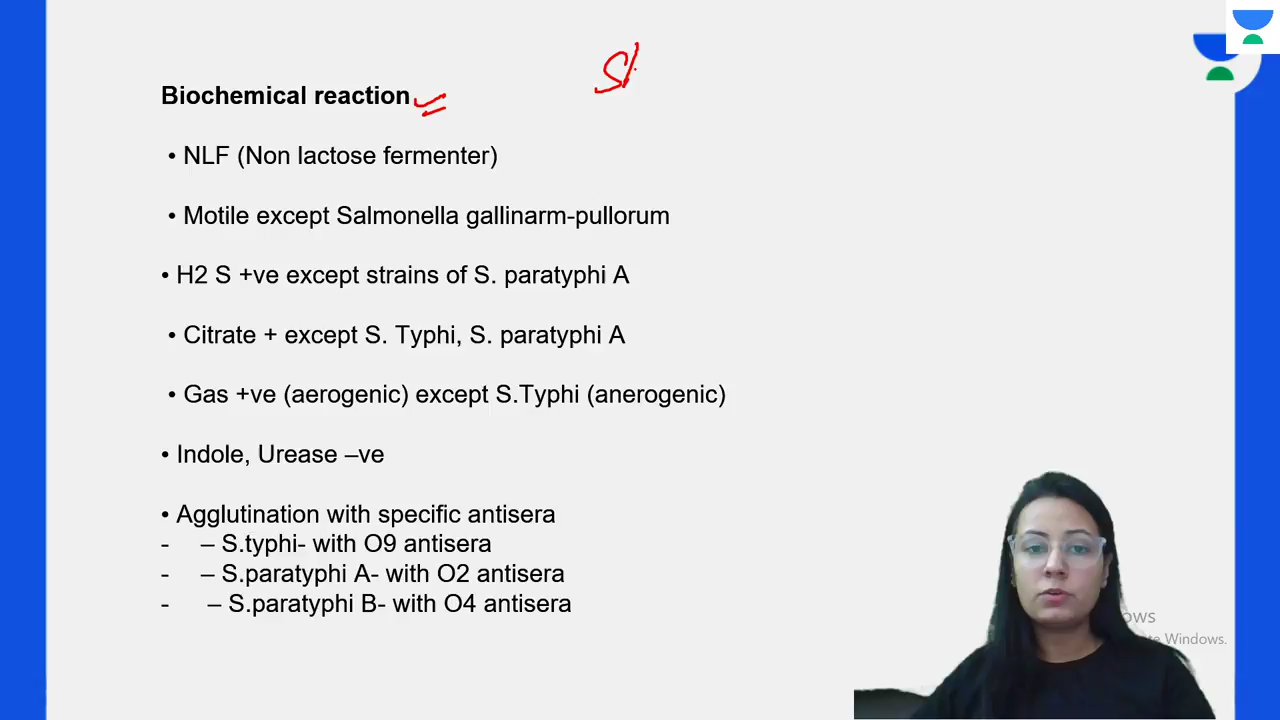 Sh
Biochemical reaction
• NLF (Non lactose fermenter)
• Motile except Salmonella gallinarm-pullorum
• H2 S +ve except strains of S. paratyphi A
• Citrate + except S. Typhi, S. paratyphi A
• Gas +ve (aerogenic) except S.Typhi (anerogenic)
• Indole, Urease –ve
• Agglutination with specific antisera
- – S.typhi- with O9 antisera
- – S.paratyphi A- with O2 antisera
- – S.paratyphi B- with O4 antisera
Windows.